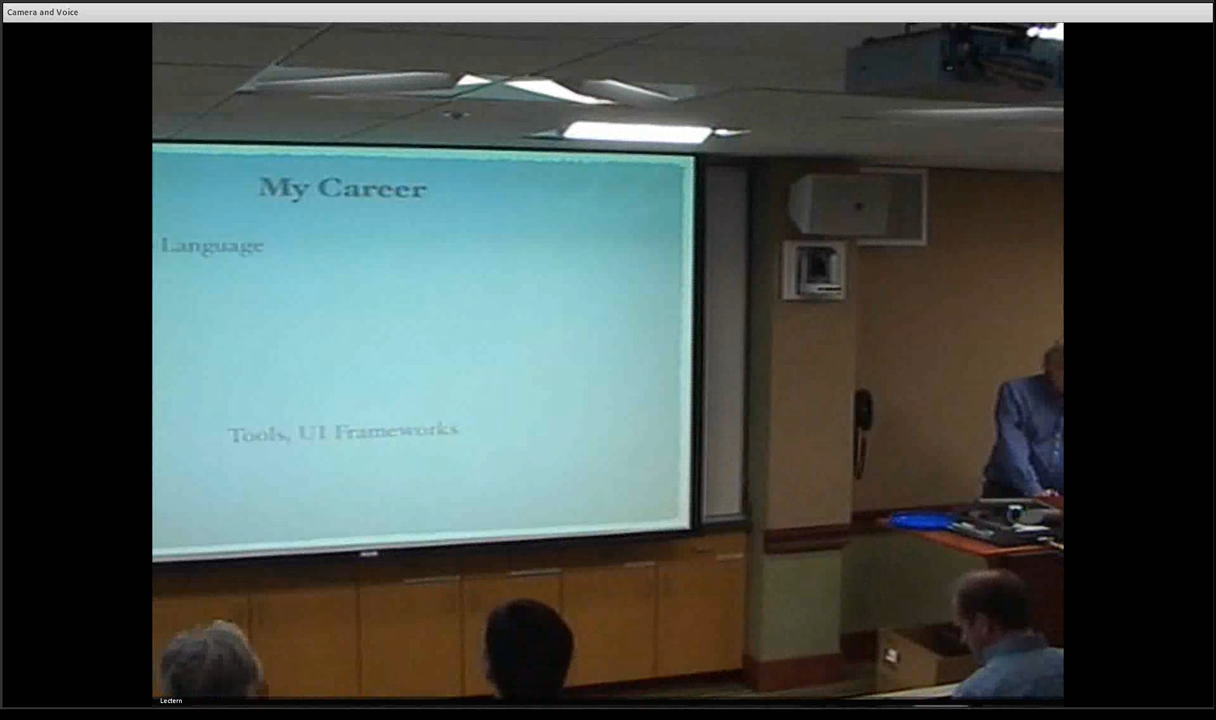 Camera and Voice
My Career
Language
Tools, UI Frameworks
Lectern